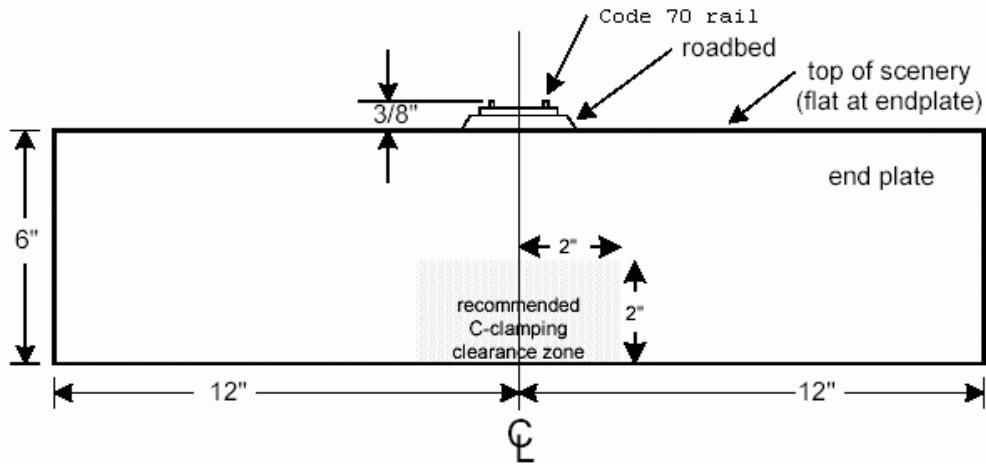 Code 70 rail
roadbed
top of scenery
(flat at endplate)
3/8"
end plate
6"
2"
2"
recommended
C-clamping
clearance zone
12"
12"
℄